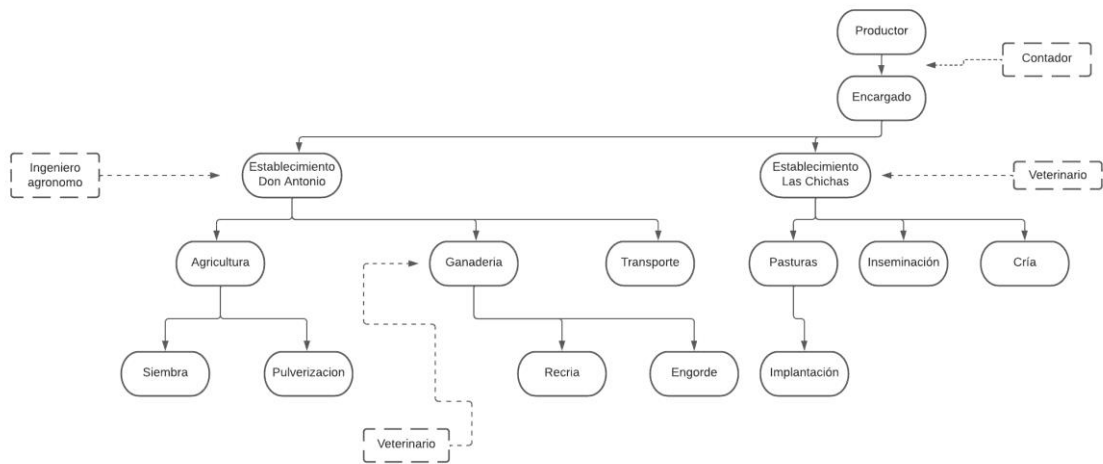 Productor
Contador
Encargado
Ingeniero
agronomo
Establecimiento
Don Antonio
Establecimiento
Las Chichas
Veterinario
Agricultura
Ganaderia
Transporte
Pasturas
Inseminación
Cría
Siembra
Pulverizacion
Recria
Engorde
Implantación
Veterinario